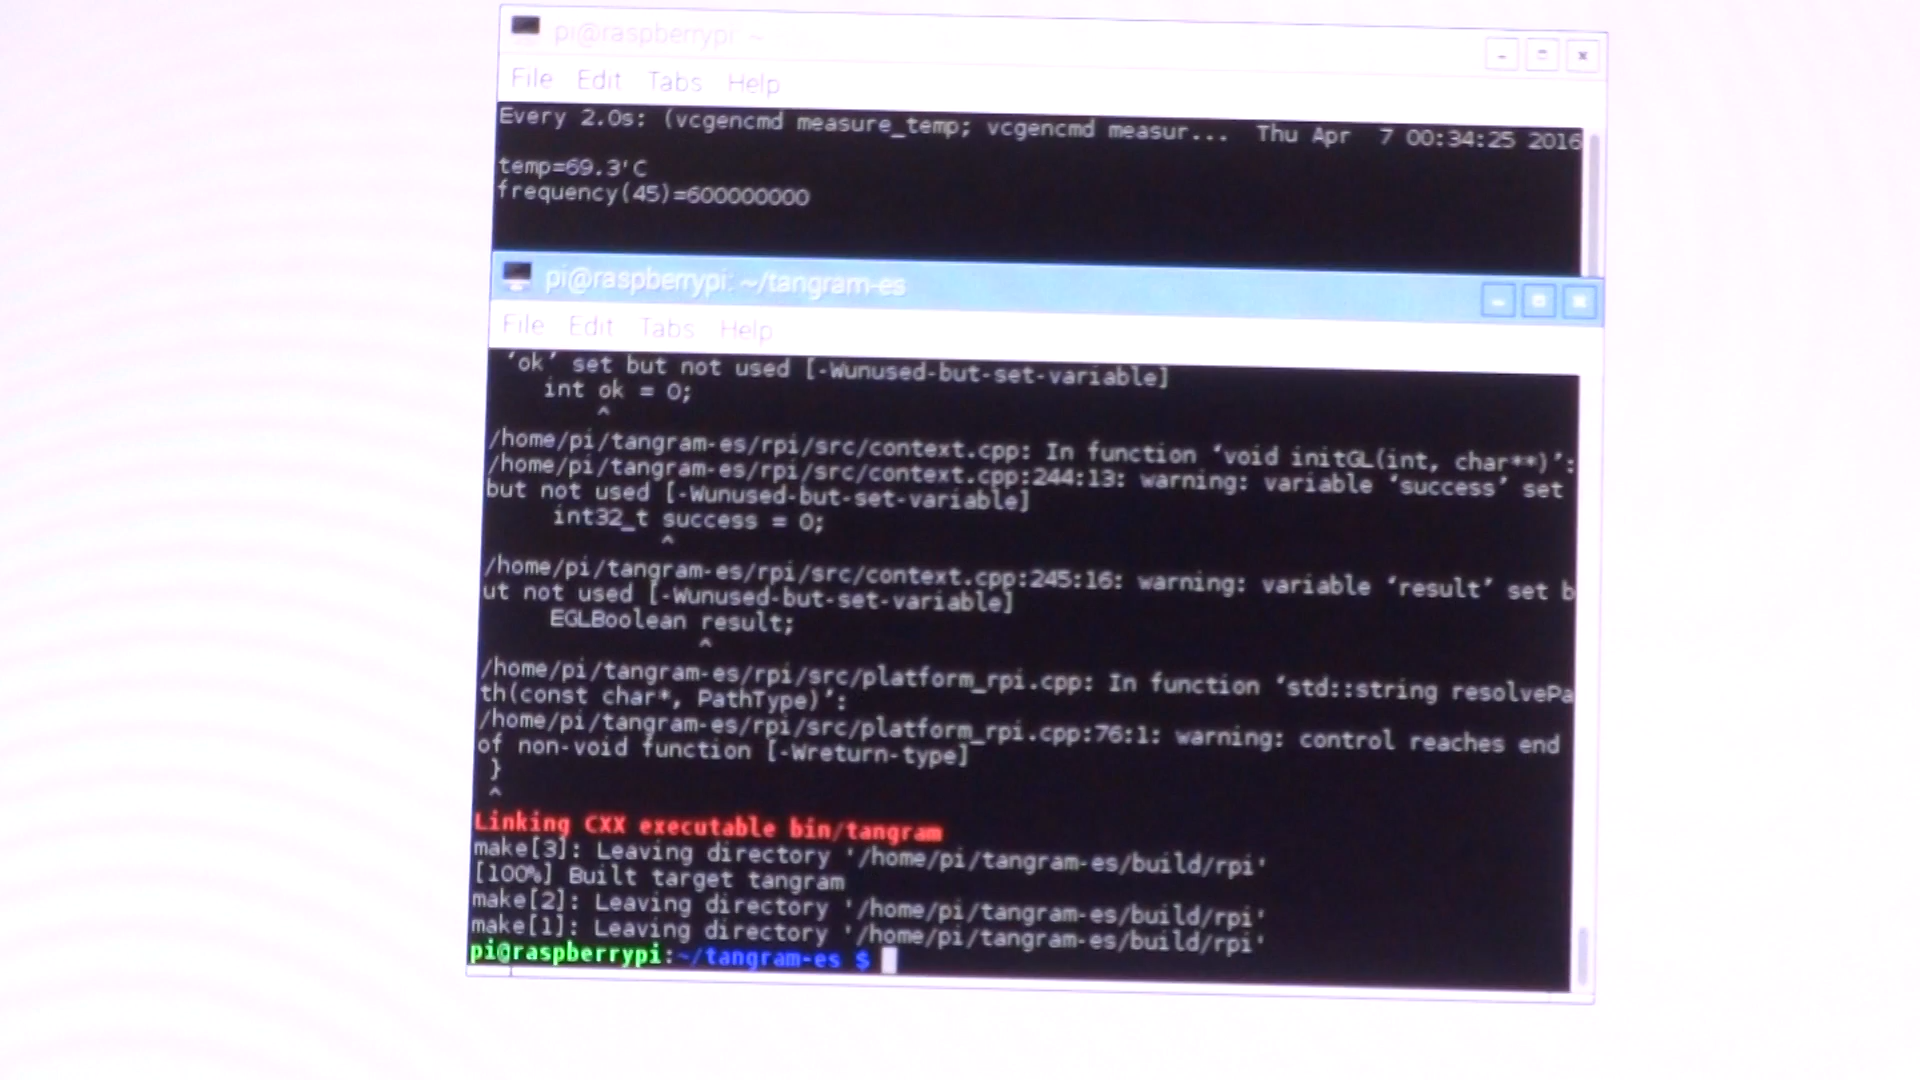 pi@raspberrypi: ~
File Edit Tabs Help
Every 2.0s: (vcgencmd measure_temp; vcgencmd measur... Thu Apr 7 00:34:25 2016
temp=69.3'C
frequency(45)=600000000
pi@raspberrypi: ~/tangram-es
File Edit Tabs Help
‘ok’ set but not used [-Wunused-but-set-variable]
int ok = 0;
^
/home/pi/tangram-es/rpi/src/context.cpp: In function ‘void initGL(int, char**)’:
/home/pi/tangram-es/rpi/src/context.cpp:244:13: warning: variable ‘success’ set
but not used [-Wunused-but-set-variable]
int32_t success = 0;
^
/home/pi/tangram-es/rpi/src/context.cpp:245:16: warning: variable ‘result’ set b
ut not used [-Wunused-but-set-variable]
EGLBoolean result;
^
/home/pi/tangram-es/rpi/src/platform_rpi.cpp: In function ‘std::string resolvePa
th(const char*, PathType)’:
/home/pi/tangram-es/rpi/src/platform_rpi.cpp:76:1: warning: control reaches end
of non-void function [-Wreturn-type]
}
^
Linking CXX executable bin/tangram
make[3]: Leaving directory '/home/pi/tangram-es/build/rpi'
[100%] Built target tangram
make[2]: Leaving directory '/home/pi/tangram-es/build/rpi'
make[1]: Leaving directory '/home/pi/tangram-es/build/rpi'
pi@raspberrypi:~/tangram-es $